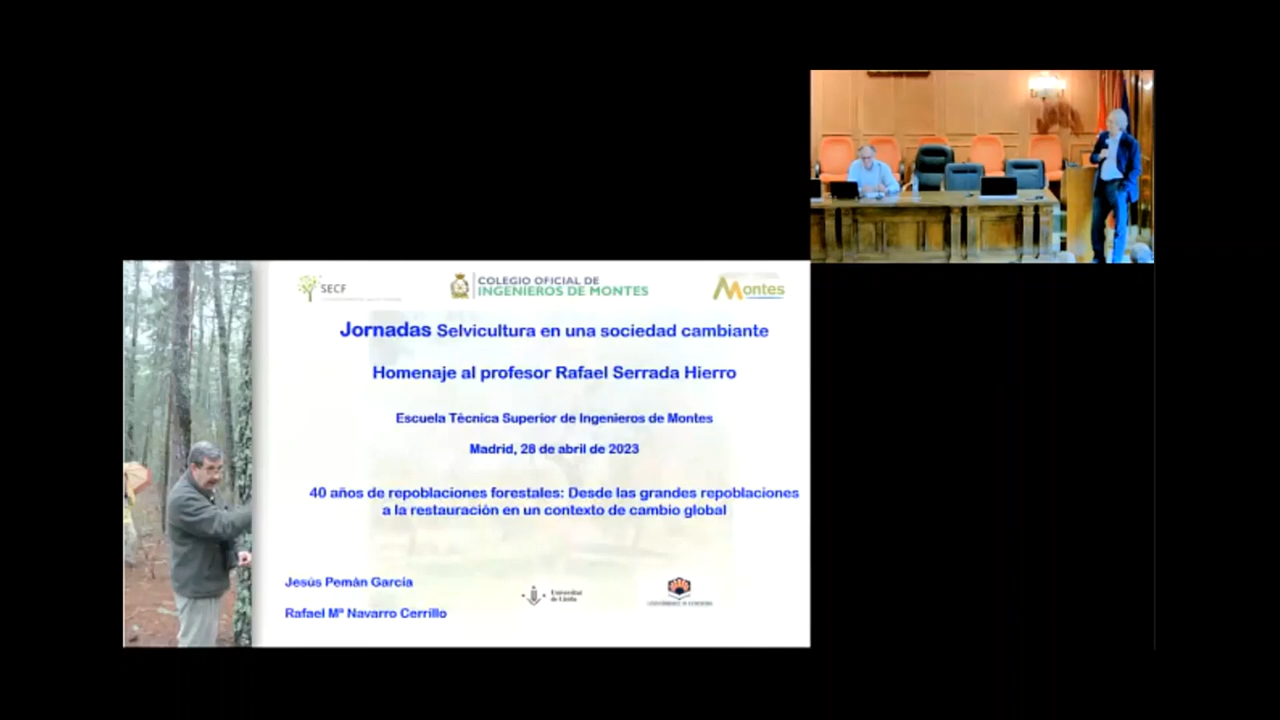 SECF
COLEGIO OFICIAL DE
INGENIEROS DE MONTES
Montes
Jornadas Selvicultura en una sociedad cambiante
Homenaje al profesor Rafael Serrada Hierro
Escuela Técnica Superior de Ingenieros de Montes
Madrid, 28 de abril de 2023
40 años de repoblaciones forestales: Desde las grandes repoblaciones
a la restauración en un contexto de cambio global
Jesús Pemán García
Rafael Mª Navarro Cerrillo
Universitat
de Lleida
UNIVERSIDAD DE CORDOBA